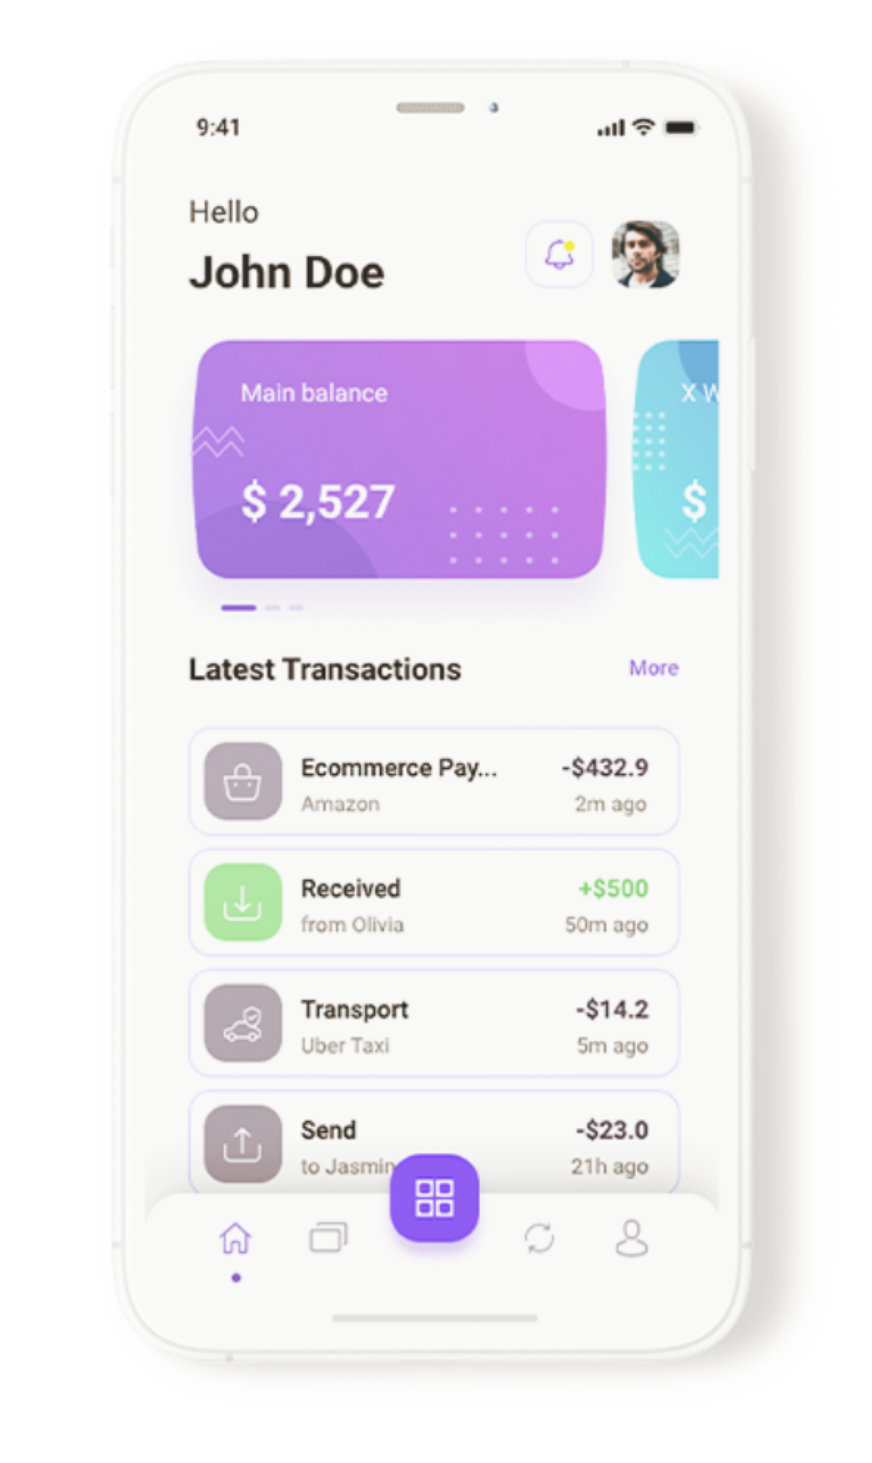 9:41
Hello
John Doe
Main balance
$ 2,527
X W
$
Latest Transactions
More
Ecommerce Pay...
-$432.9
Amazon
2m ago
Received
+$500
from Olivia
50m ago
Transport
-$14.2
Uber Taxi
5m ago
Send
-$23.0
to Jasmin
21h ago